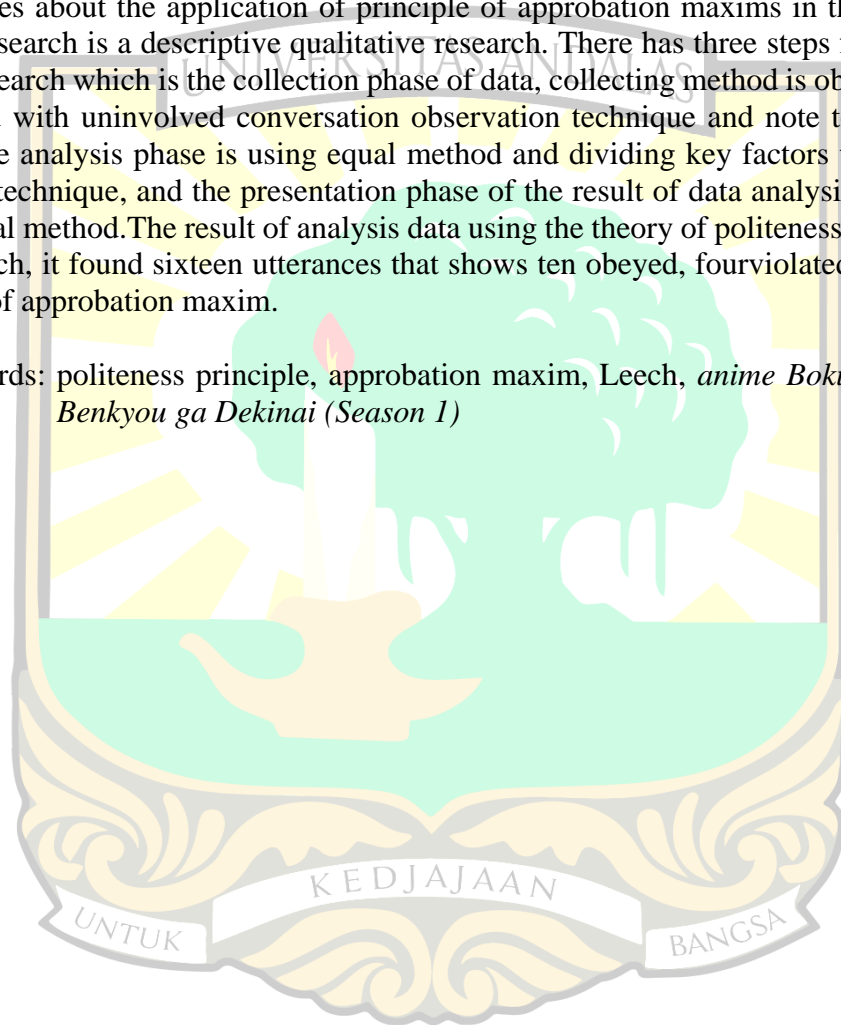 es about the application of principle of approbation maxims in th
search is a descriptive qualitative research. There has three steps
search which is the collection phase of data, collecting method is ob
with uninvolved conversation observation technique and note t
e analysis phase is using equal method and dividing key factors
technique, and the presentation phase of the result of data analysi
al method.The result of analysis data using the theory of politeness
ch, it found sixteen utterances that shows ten obeyed, fourviolated
of approbation maxim.
rds: politeness principle, approbation maxim, Leech, anime Boku
Benkyou ga Dekinai (Season 1)
UNIVERSITAS ANDALAS
KEDJAJAAN
UNTUK
BANGSA